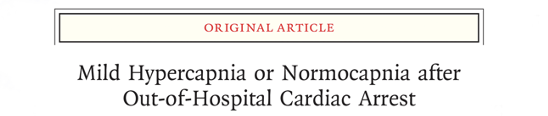 ORIGINAL ARTICLE
Mild Hypercapnia or Normocapnia after
Out-of-Hospital Cardiac Arrest